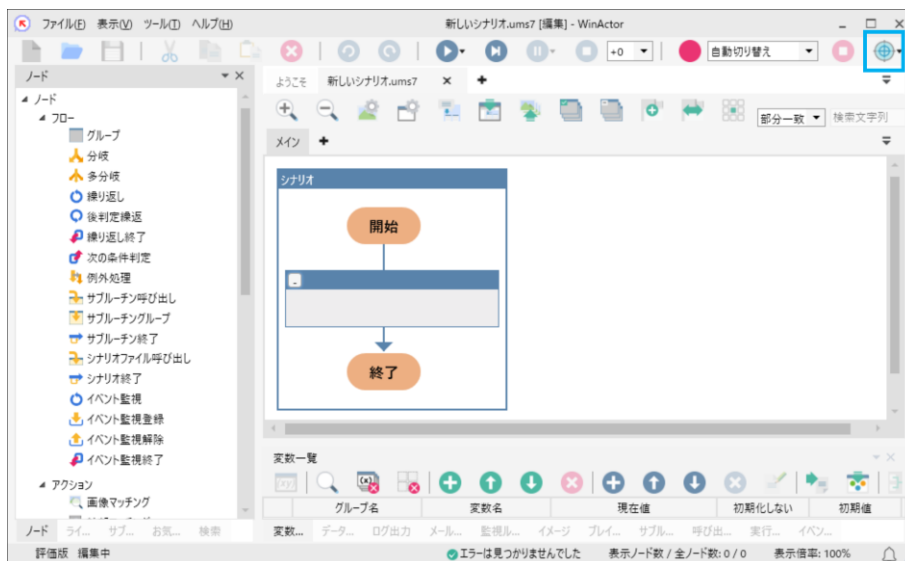 ファイル(F) 表示(V) ツール(T) ヘルプ(H) 新しいシナリオ.ums7 [編集] - WinActor
+0 自動切り替え
ノード
ようこそ 新しいシナリオ.ums7
ノード
フロー
グループ
分岐
多分岐
繰り返し
後判定繰返
繰り返し終了
次の条件判定
例外処理
サブルーチン呼び出し
サブルーチングループ
サブルーチン終了
シナリオファイル呼び出し
シナリオ終了
イベント監視
イベント監視登録
イベント監視解除
イベント監視終了
アクション
画像マッチング
ノード ライ... サブ... お気... 検索
部分一致 検索文字列
メイン
シナリオ
開始
終了
変数一覧
グループ名 変数名 現在値 初期化しない 初期値
変数... データ... ログ出力 メール... 監視ル... イメージ ブレイ... サブル... 呼び出... 実行... イベン...
評価版 編集中 エラーは見つかりませんでした 表示ノード数 / 全ノード数: 0 / 0 表示倍率: 100%